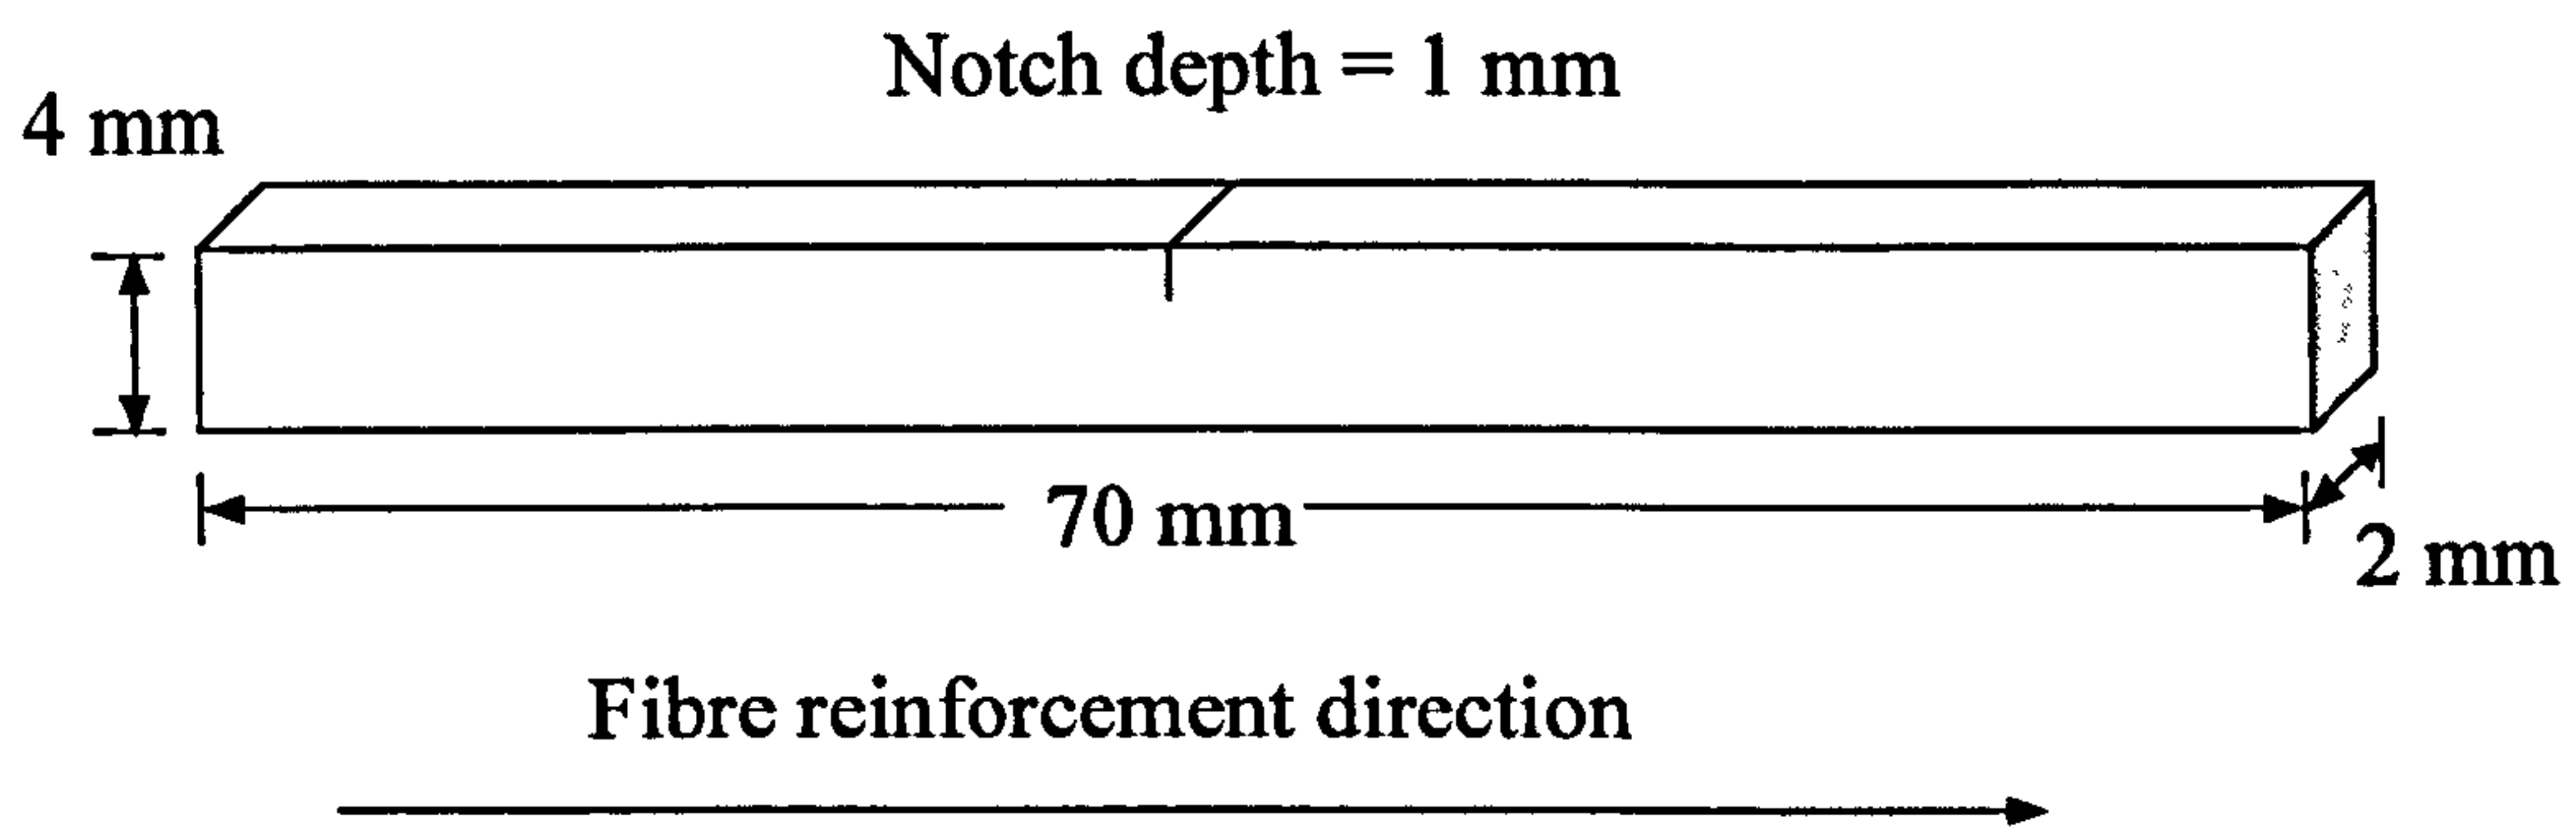 Notch depth = 1 mm
4 mm
70 mm
2 mm
Fibre reinforcement direction